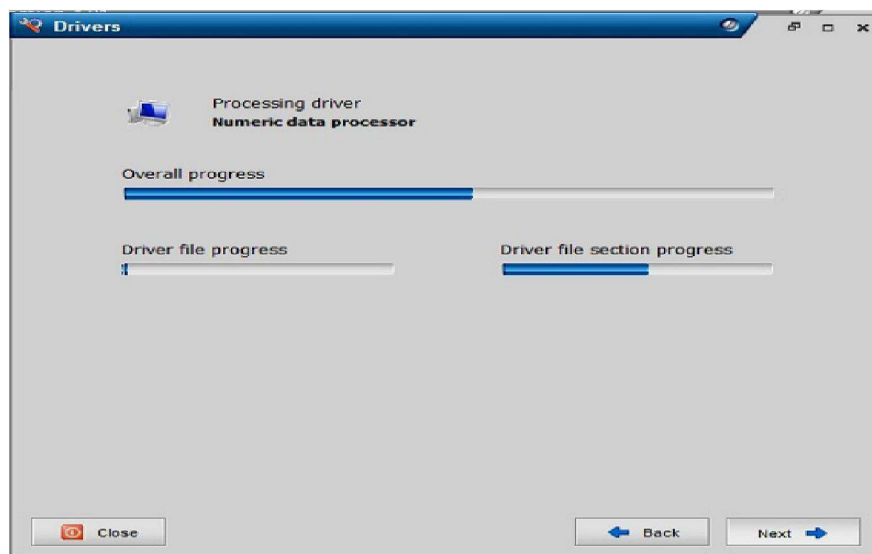 Drivers
Processing driver
Numeric data processor
Overall progress
Driver file progress
Driver file section progress
Close
Back
Next